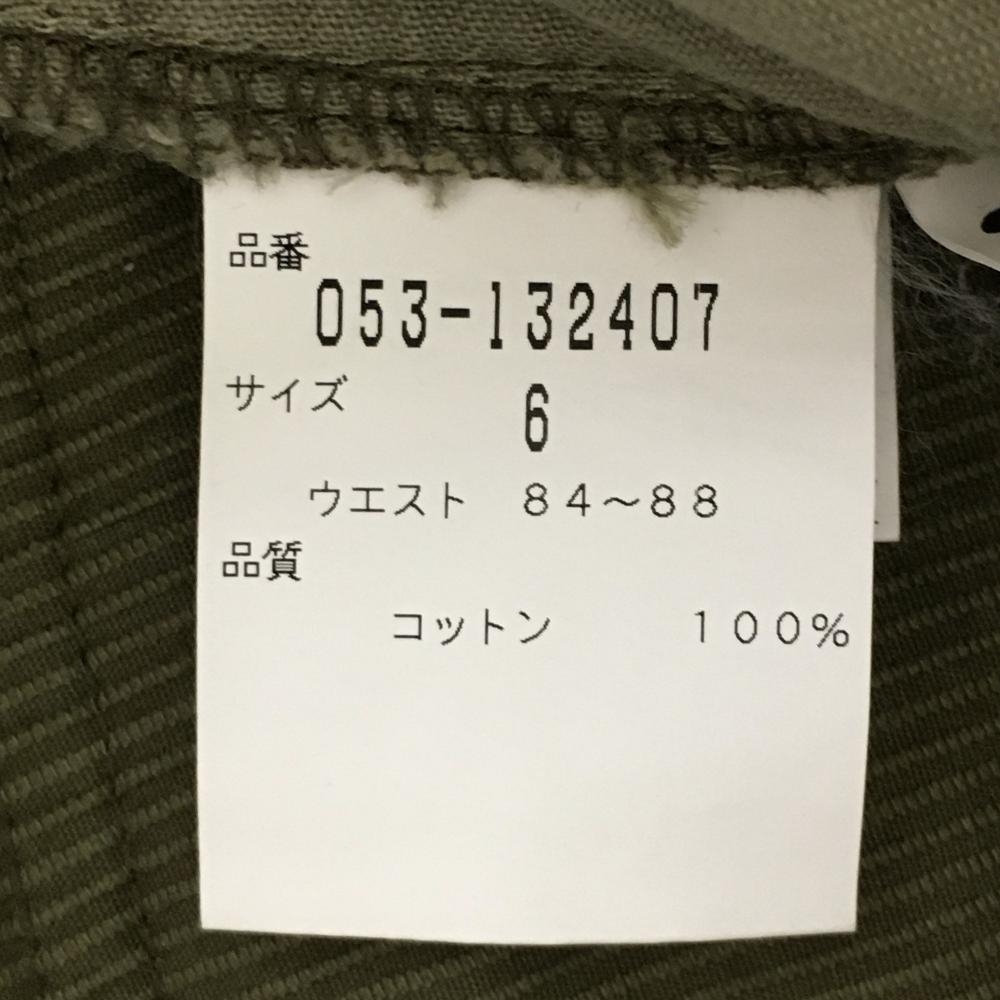 品番
053-132407
サイズ 6
ウエスト 84～88
品質
コットン 100%